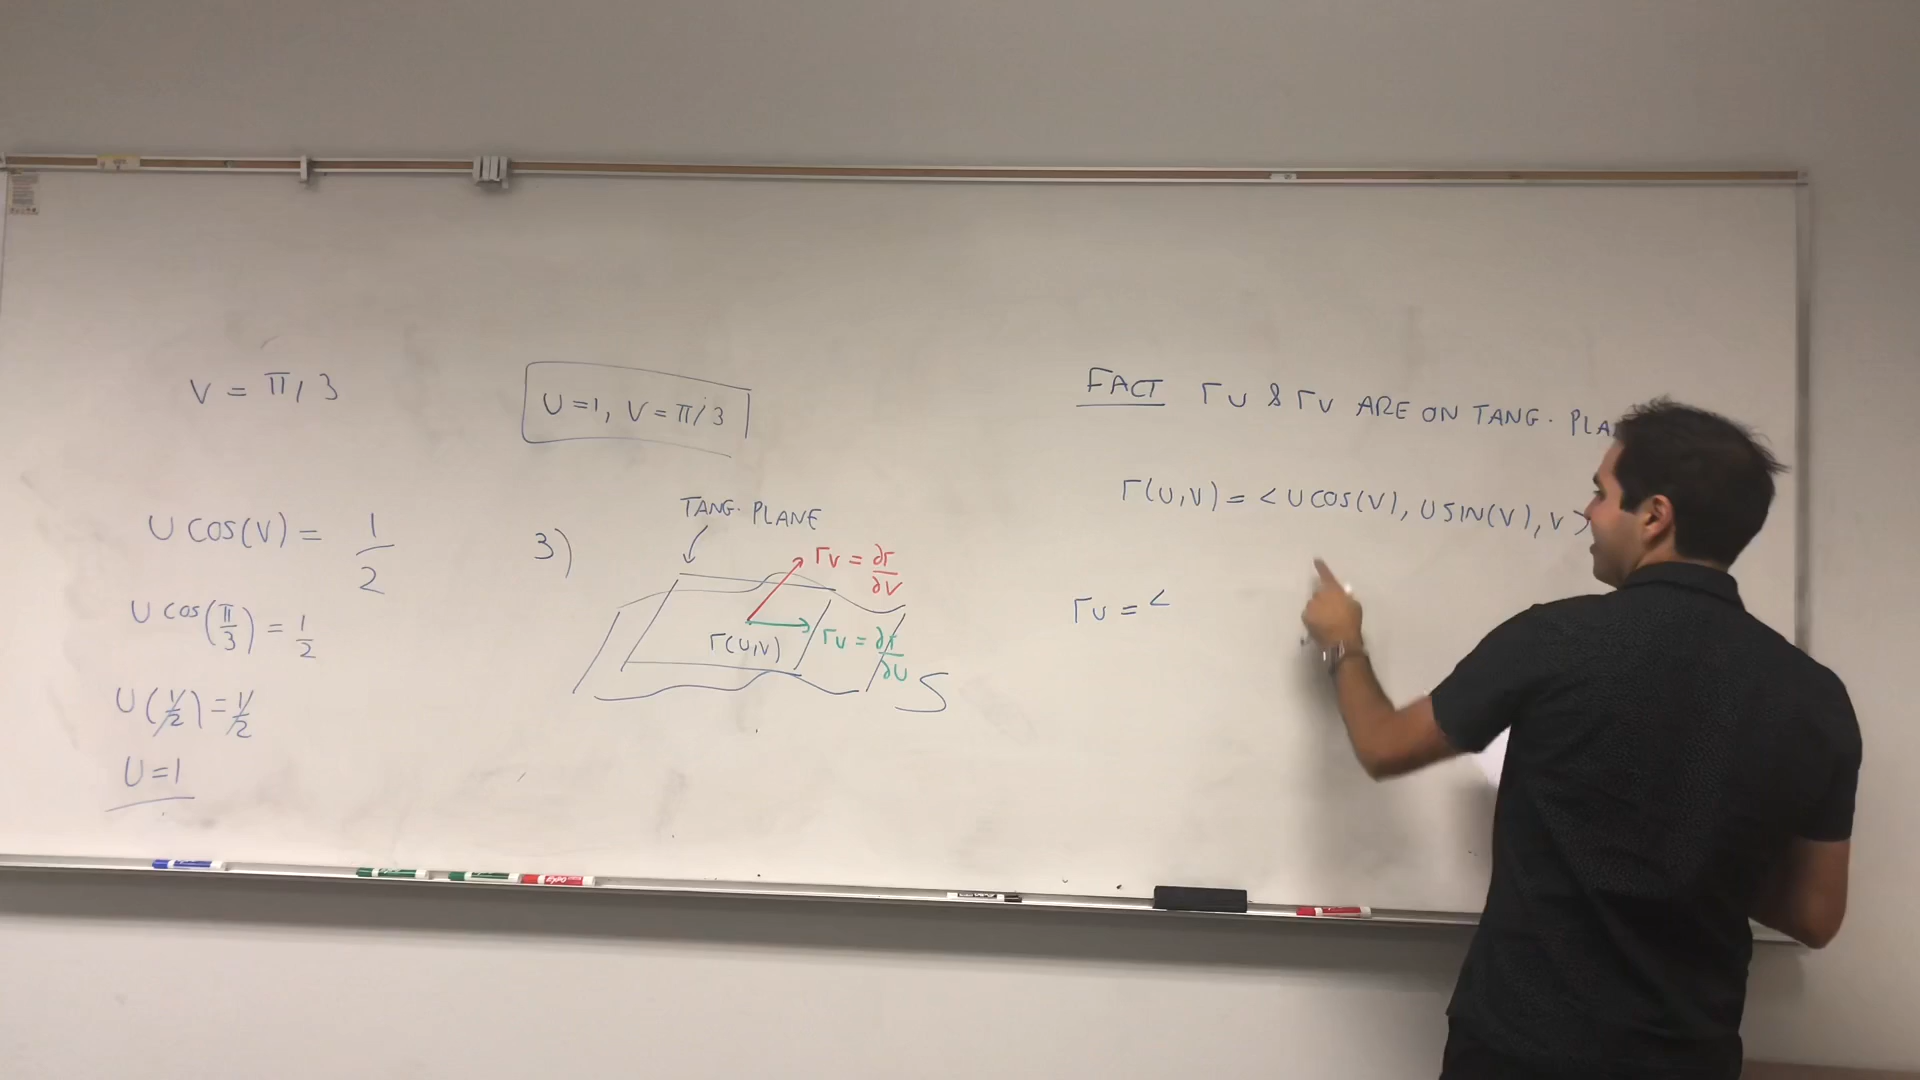 V = π/3
U COS(V) = 1/2
U COS(π/3) = 1/2
U(1/2) = 1/2
U = 1
U = 1, V = π/3
3)
TANG. PLANE
rv = ∂r/∂V
r(U,V)
ru = ∂r/∂U
S
FACT ru & rv ARE ON TANG. PLA
r(U,V) = < U COS(V), U SIN(V), V >
ru = <